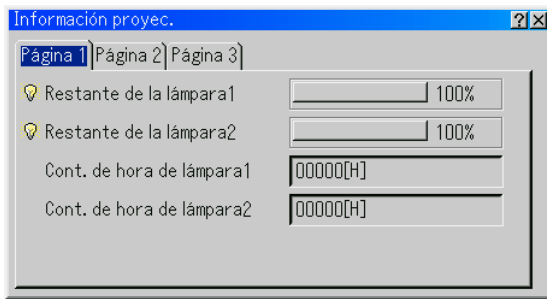 Información proyec. ? ×
Página 1 Página 2 Página 3
Restante de la lámpara1 100%
Restante de la lámpara2 100%
Cont. de hora de lámpara1 00000[H]
Cont. de hora de lámpara2 00000[H]